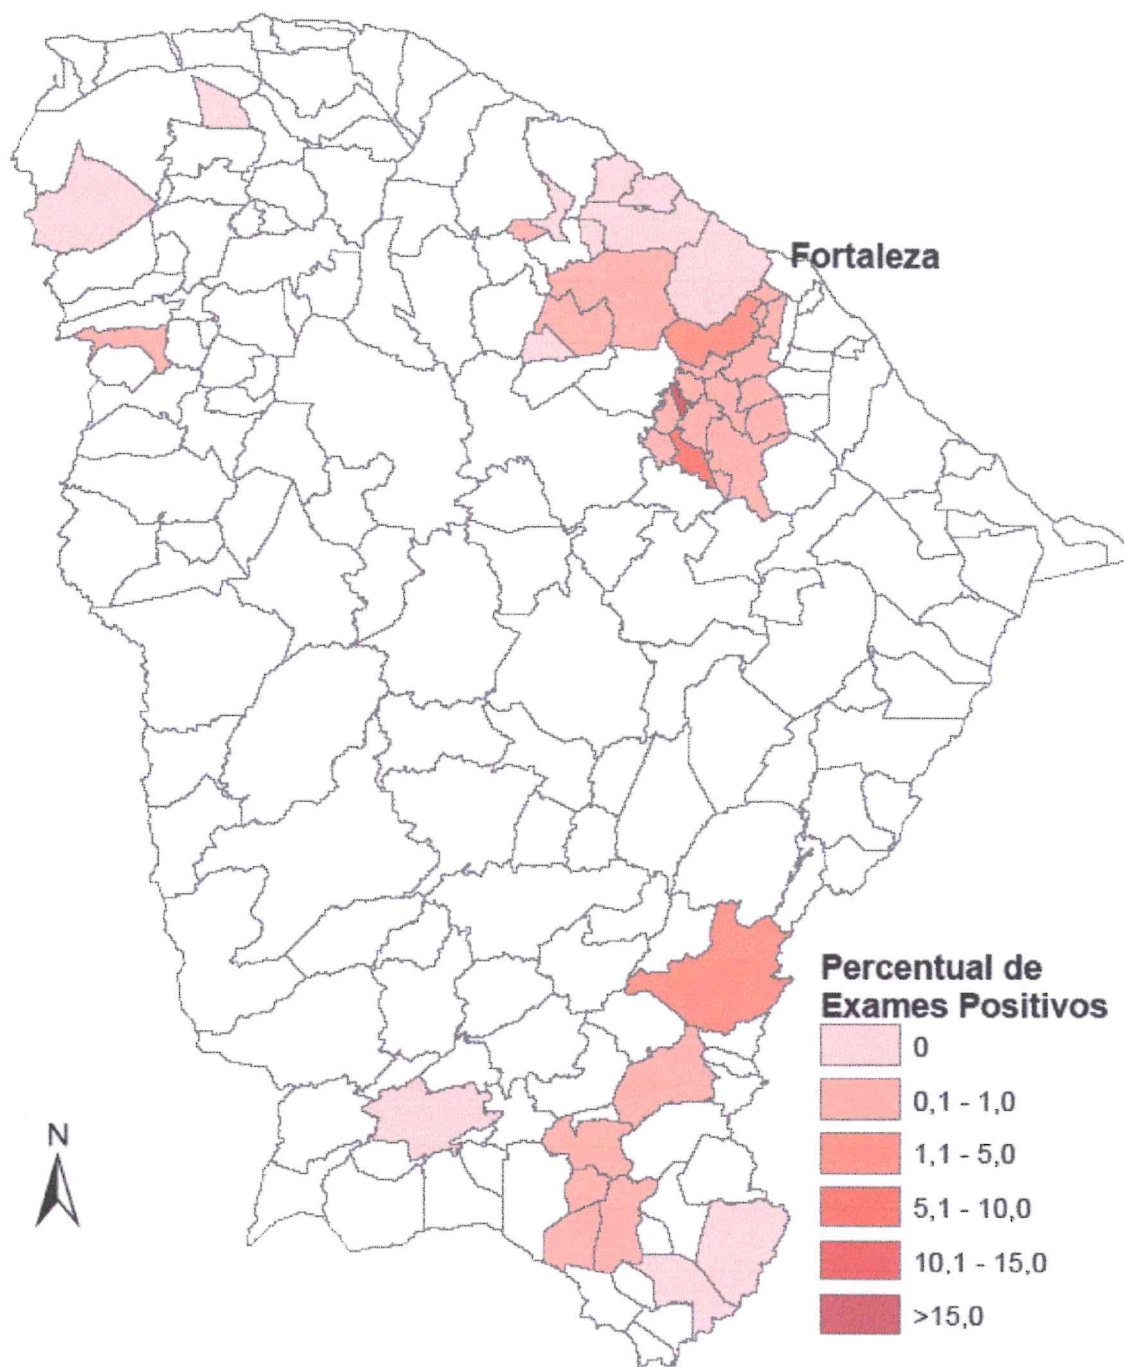 Fortaleza
Percentual de
Exames Positivos
0
0,1 - 1,0
1,1 - 5,0
5,1 - 10,0
10,1 - 15,0
>15,0
N